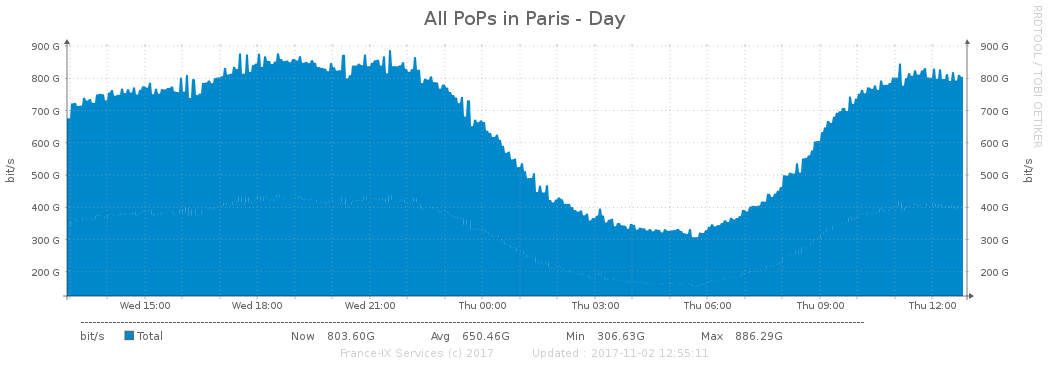 All PoPs in Paris - Day
RRDTOOL / TOBI OETIKER
900 G 900 G
800 G 800 G
700 G 700 G
600 G 600 G
500 G 500 G
400 G 400 G
300 G 300 G
200 G 200 G
bit/s bit/s
Wed 15:00 Wed 18:00 Wed 21:00 Thu 00:00 Thu 03:00 Thu 06:00 Thu 09:00 Thu 12:00
bit/s Total Now 803.60G Avg 650.46G Min 306.63G Max 886.29G
France-IX Services (c) 2017 Updated : 2017-11-02 12:55:11